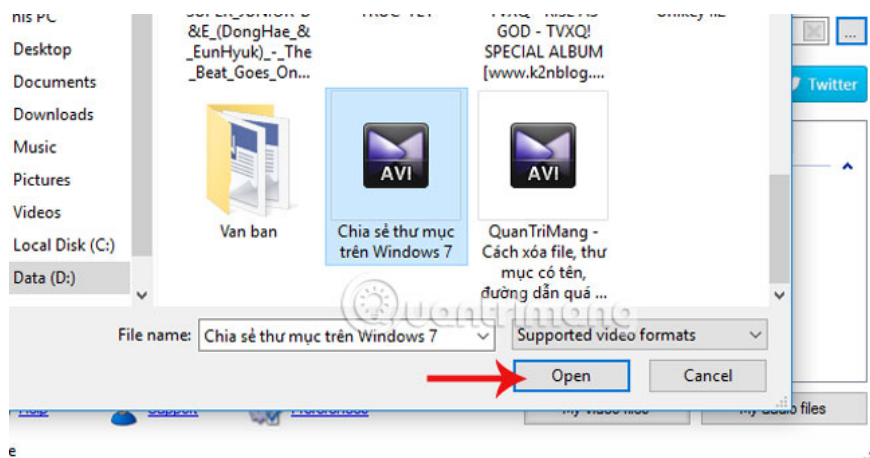 his PC
Desktop
Documents
Downloads
Music
Pictures
Videos
Local Disk (C:)
Data (D:)
&E_(DongHae_&
_EunHyuk)_-_The
_Beat_Goes_On...
GOD - TVXQ!
SPECIAL ALBUM
[www.k2nblog....
...
Twitter
AVI
AVI
Van ban
Chia sẻ thư mục
trên Windows 7
QuanTriMang -
Cách xóa file, thư
mục có tên,
đường dẫn quá ...
Quantrimang
File name:
Chia sẻ thư mục trên Windows 7
Supported video formats
Open
Cancel
Help
Support
Preferences
My video files
My audio files
e